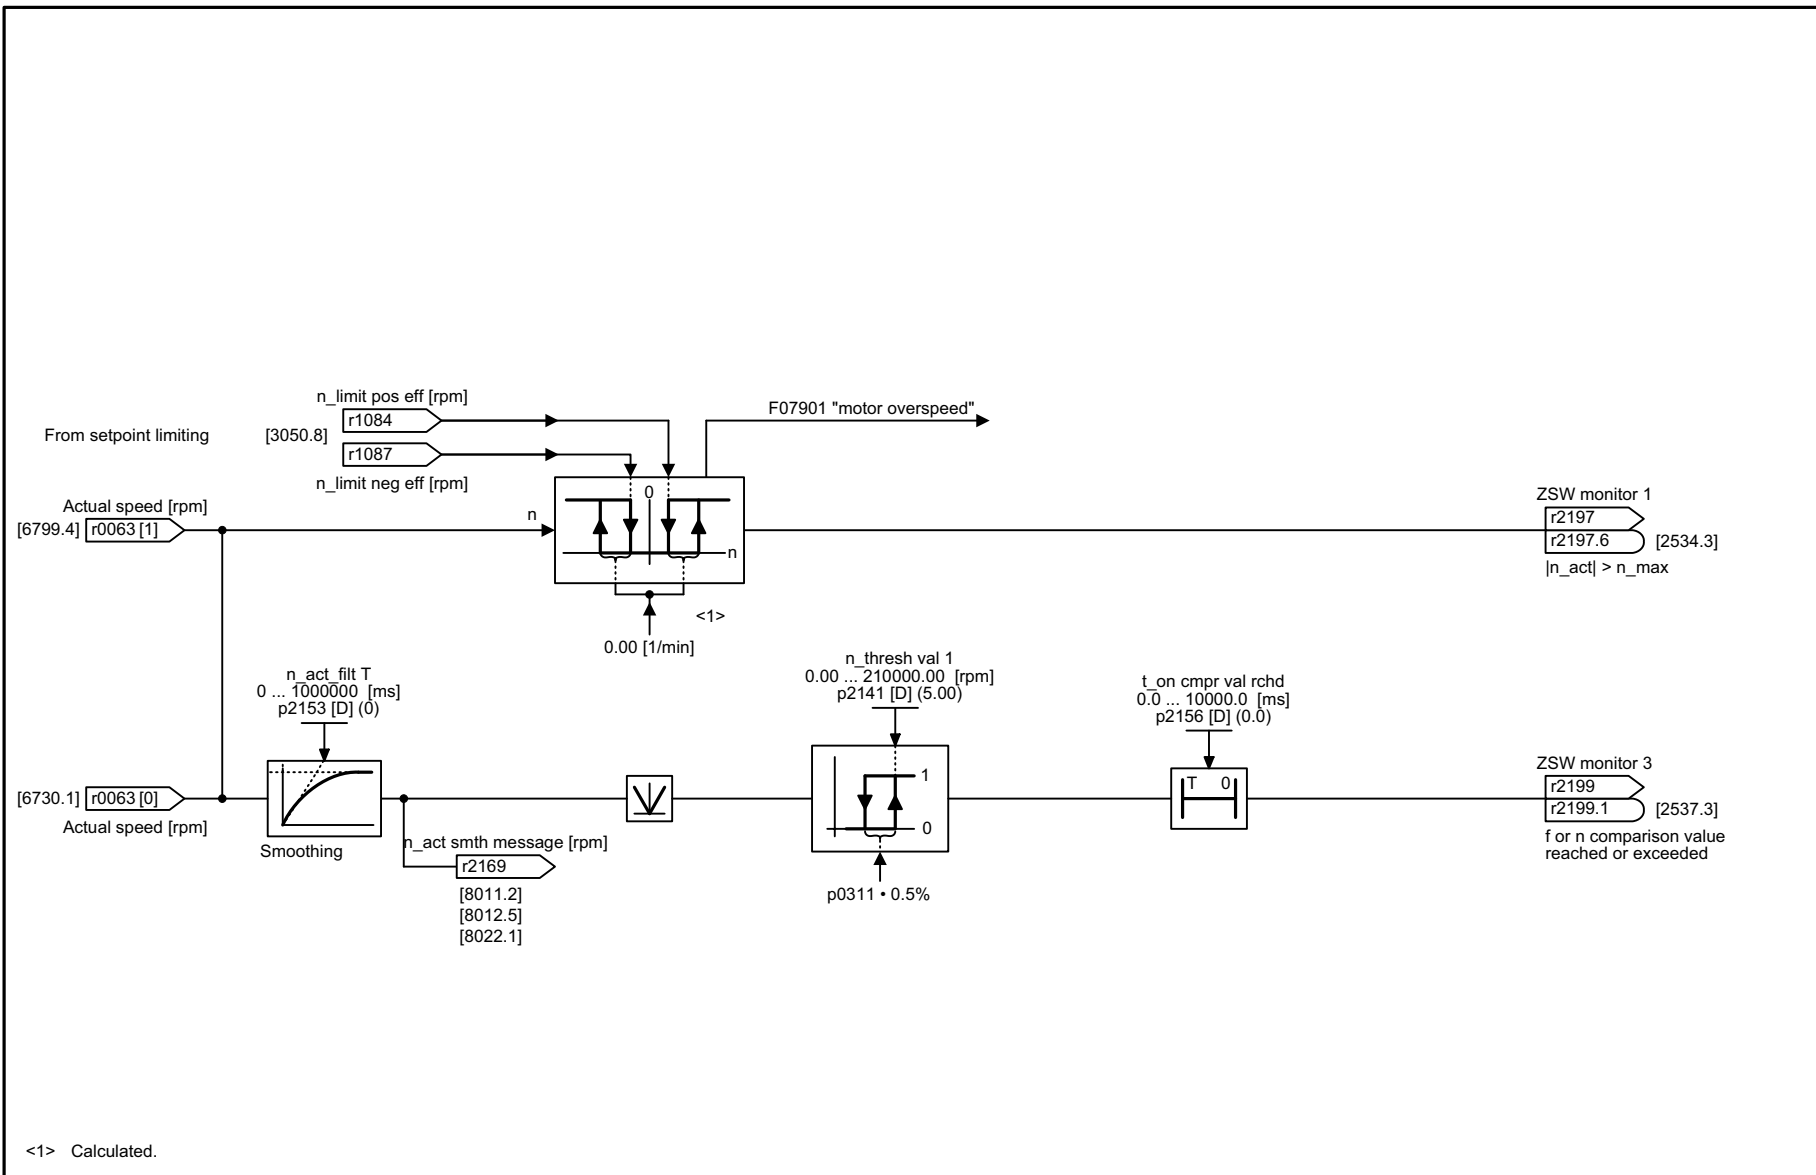 n_limit pos eff [rpm]
r1084
F07901 "motor overspeed"
From setpoint limiting
[3050.8]
r1087
n_limit neg eff [rpm]
Actual speed [rpm]
[6799.4]
r0063 [1]
n
0
n
ZSW monitor 1
r2197
r2197.6
[2534.3]
|n_act| > n_max
<1>
0.00 [1/min]
n_act_filt T
0 ... 1000000 [ms]
p2153 [D] (0)
n_thresh val 1
0.00 ... 210000.00 [rpm]
p2141 [D] (5.00)
t_on cmpr val rchd
0.0 ... 10000.0 [ms]
p2156 [D] (0.0)
[6730.1]
r0063 [0]
Actual speed [rpm]
Smoothing
n_act smth message [rpm]
r2169
[8011.2]
[8012.5]
[8022.1]
1
0
p0311 • 0.5%
T 0
ZSW monitor 3
r2199
r2199.1
[2537.3]
f or n comparison value
reached or exceeded
<1> Calculated.